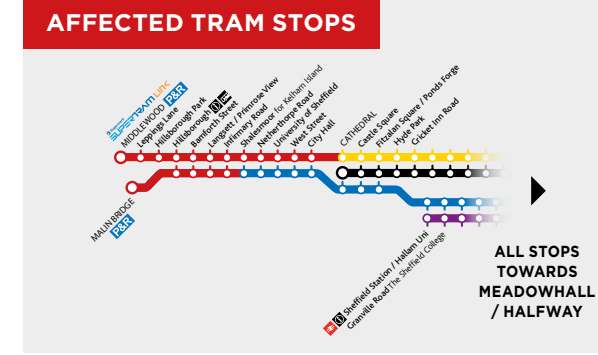 AFFECTED TRAM STOPS
SUPERTRAM LINK
MIDDLEWOOD P&R
Leppings Lane
Hillsborough Park
Hillsborough
Bamforth Street
Langsett / Primrose View
Infirmary Road
Shalesmoor for Kelham Island
Netherthorpe Road
University of Sheffield
West Street
City Hall
CATHEDRAL
Castle Square
Fitzalan Square / Ponds Forge
Hyde Park
Cricket Inn Road
MALIN BRIDGE
P&R
Sheffield Station / Hallam Uni
Granville Road The Sheffield College
ALL STOPS
TOWARDS
MEADOWHALL
/ HALFWAY